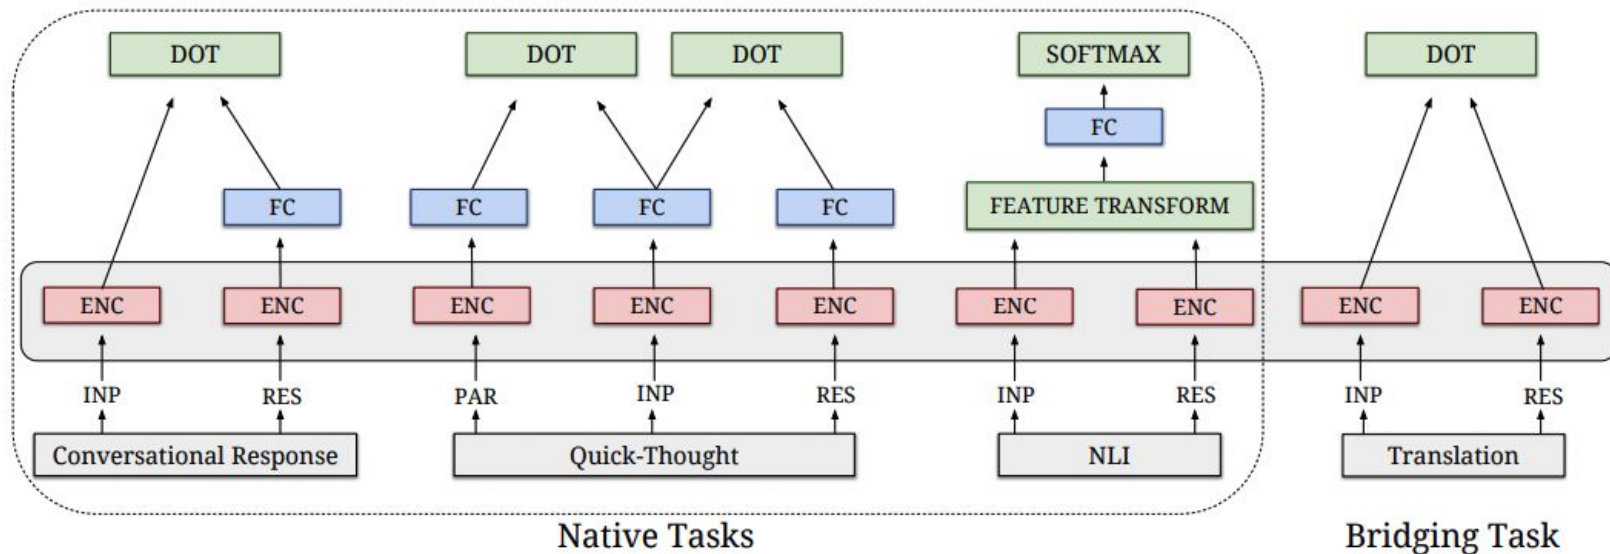 DOT DOT DOT SOFTMAX DOT
FC
FC FC FC FC FEATURE TRANSFORM
ENC ENC ENC ENC ENC ENC ENC ENC ENC
INP RES PAR INP RES INP RES INP RES
Conversational Response Quick-Thought NLI Translation
Native Tasks Bridging Task